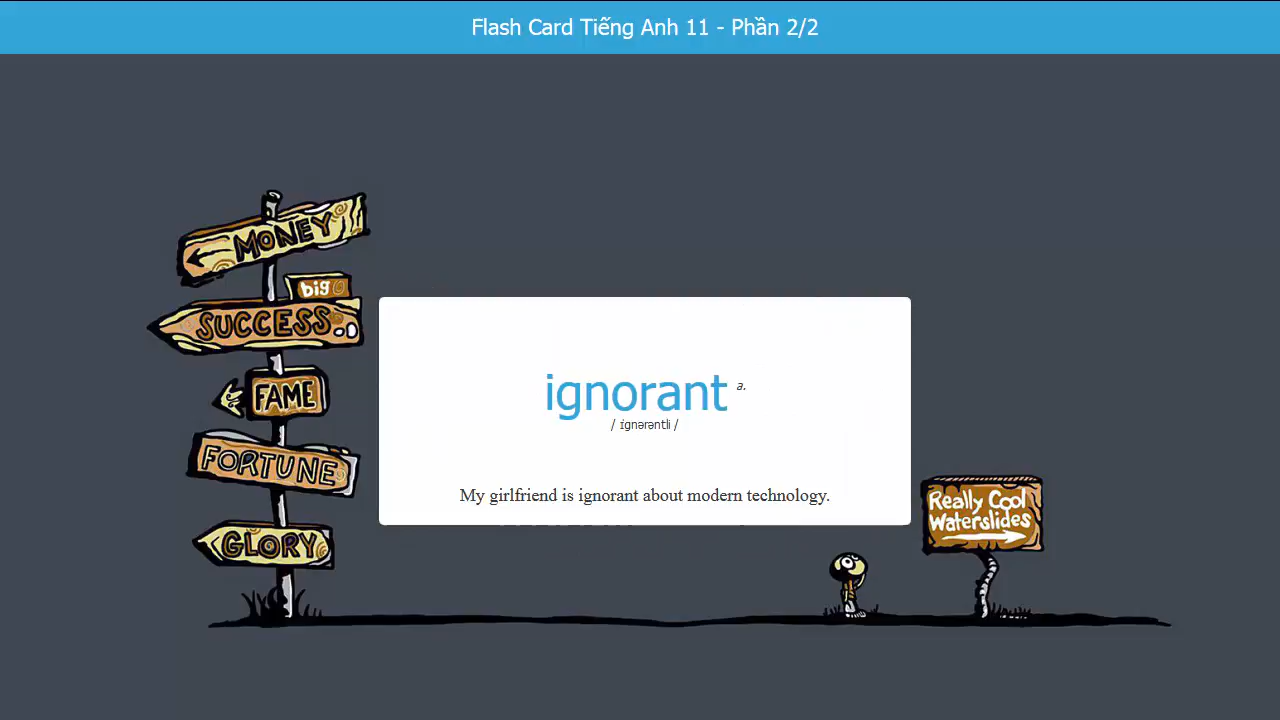 Flash Card Tiếng Anh 11 - Phần 2/2
MONEY
big
SUCCESS..
FAME
FORTUNE
GLORY
ignorant a.
/ ɪ́gnərəntli /
My girlfriend is ignorant about modern technology.
Really Cool
Waterslides